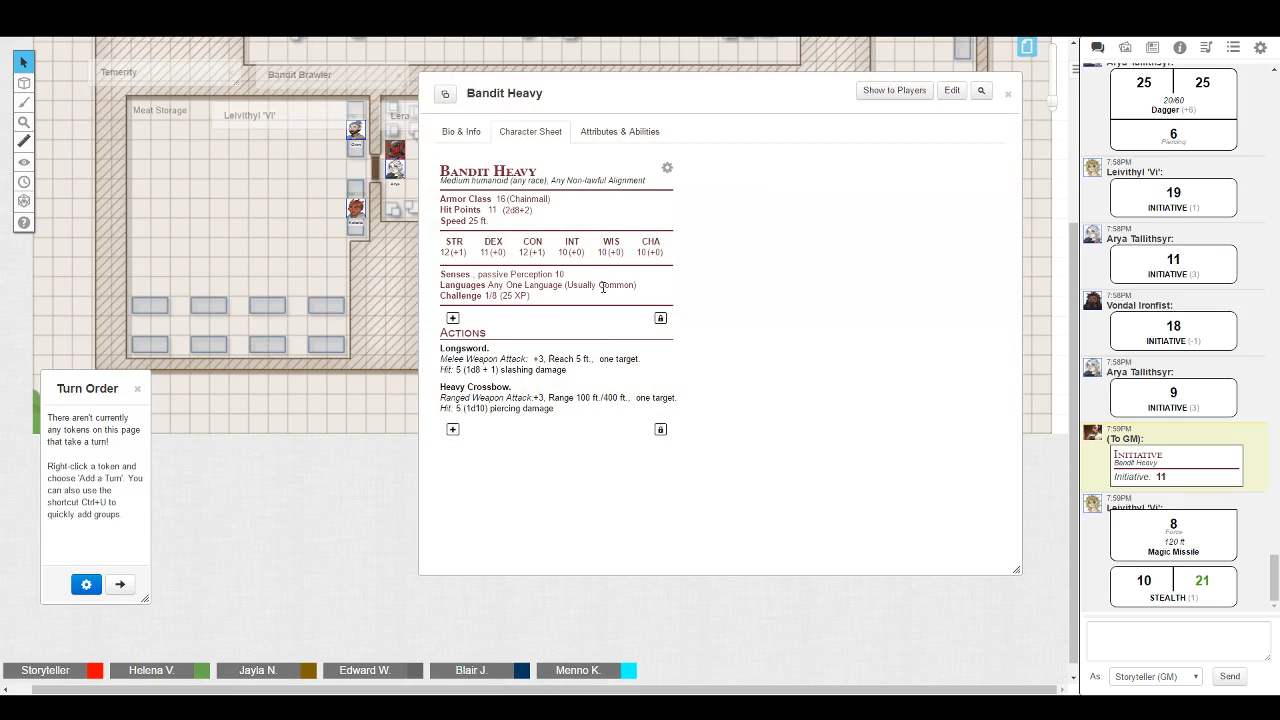 Temerity
Bandit Brawler
Meat Storage
Leivithyl 'Vi'
Lera
Arya
Bandit Heavy
Show to Players
Edit
Bio & Info
Character Sheet
Attributes & Abilities
Bandit Heavy
Medium humanoid (any race), Any Non-lawful Alignment
Armor Class 16 (Chainmail)
Hit Points 11 (2d8+2)
Speed 25 ft.
STR DEX CON INT WIS CHA
12 (+1) 11 (+0) 12 (+1) 10 (+0) 10 (+0) 10 (+0)
Senses , passive Perception 10
Languages Any One Language (Usually Common)
Challenge 1/8 (25 XP)
Actions
Longsword.
Melee Weapon Attack: +3, Reach 5 ft., one target.
Hit: 5 (1d8 + 1) slashing damage
Heavy Crossbow.
Ranged Weapon Attack:+3, Range 100 ft./400 ft., one target.
Hit: 5 (1d10) piercing damage
Turn Order
There aren't currently
any tokens on this page
that take a turn!
Right-click a token and
choose 'Add a Turn'. You
can also use the
shortcut Ctrl+U to
quickly add groups.
Storyteller
Helena V.
Jayla N.
Edward W.
Blair J.
Menno K.
Arya Tallithsyr:
25 25
20/60
Dagger (+6)
6
Piercing
7:58PM
Leivithyl 'Vi':
19
INITIATIVE (1)
7:58PM
Arya Tallithsyr:
11
INITIATIVE (3)
7:58PM
Vondal Ironfist:
18
INITIATIVE (-1)
7:58PM
Arya Tallithsyr:
9
INITIATIVE (3)
7:59PM
(To GM):
Initiative
Bandit Heavy
Initiative: 11
7:59PM
Leivithyl 'Vi':
8
Force
120 ft
Magic Missile
10 21
STEALTH (1)
As:
Storyteller (GM)
Send